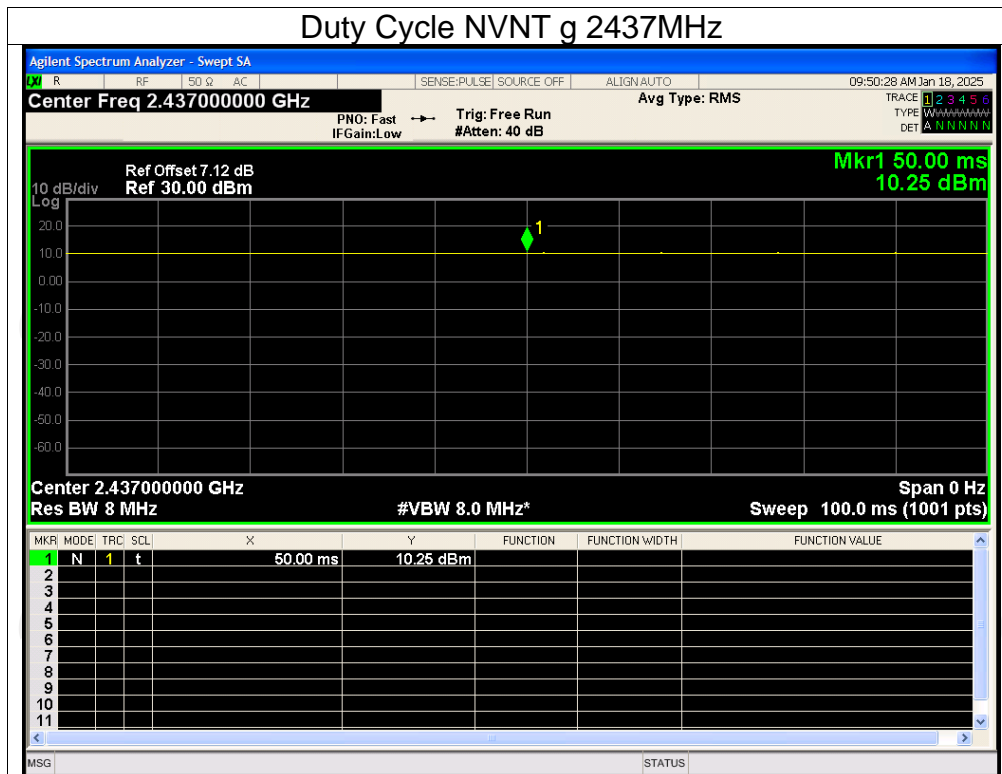 Duty Cycle NVNT g 2437MHz
Agilent Spectrum Analyzer - Swept SA
LXI R RF 50 Ω AC SENSE:PULSE SOURCE OFF ALIGN AUTO 09:50:28 AM Jan 18, 2025
Center Freq 2.437000000 GHz Avg Type: RMS TRACE 1 2 3 4 5 6
PNO: Fast Trig: Free Run TYPE W
IFGain:Low #Atten: 40 dB DET A N N N N N
Mkr1 50.00 ms
Ref Offset 7.12 dB
10 dB/div Ref 30.00 dBm 10.25 dBm
Log
20.0
1
10.0
0.00
-10.0
-20.0
-30.0
-40.0
-50.0
-60.0
Center 2.437000000 GHz Span 0 Hz
Res BW 8 MHz #VBW 8.0 MHz* Sweep 100.0 ms (1001 pts)
MKR MODE TRC SCL X Y FUNCTION FUNCTION WIDTH FUNCTION VALUE
1 N 1 t 50.00 ms 10.25 dBm
2
3
4
5
6
7
8
9
10
11
MSG STATUS